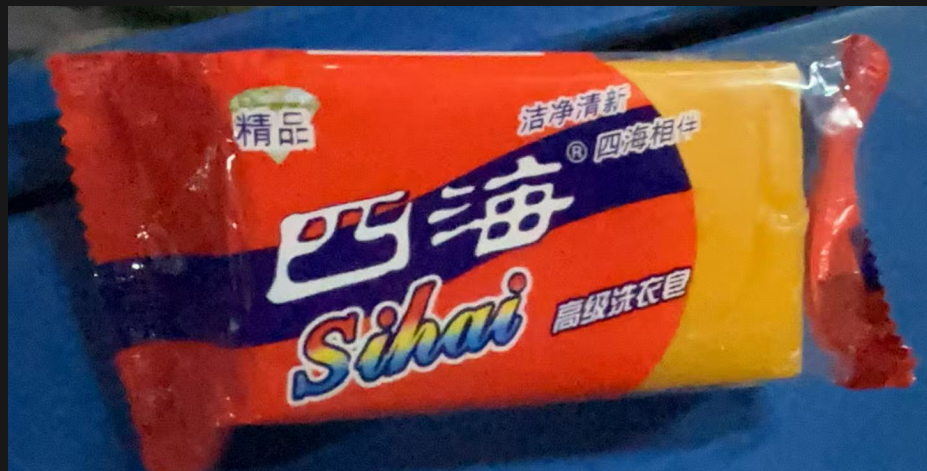 精品
洁净清新
四海相伴
四海®
Sihai
高级洗衣皂